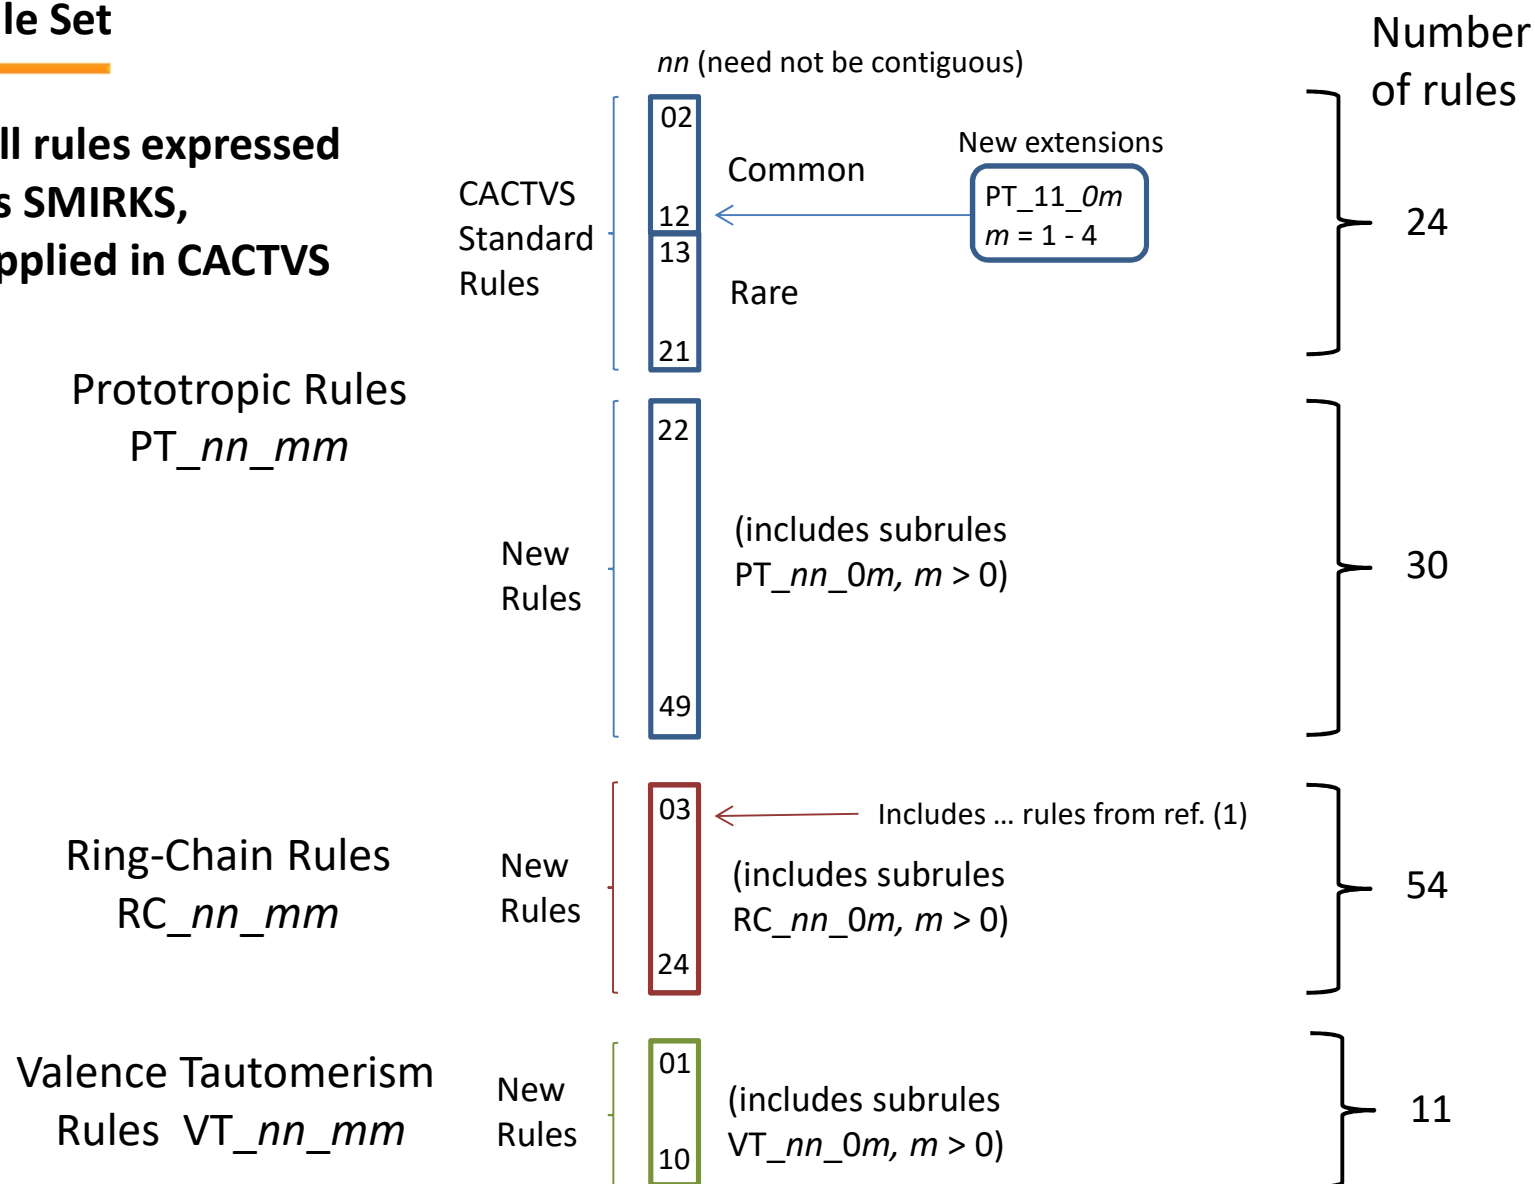 le Set
Number
of rules
nn (need not be contiguous)
ll rules expressed
s SMIRKS,
pplied in CACTVS
CACTVS
Standard
Rules
02
12
13
21
Common
Rare
New extensions
PT_11_0m
m = 1 - 4
24
Prototropic Rules
PT_nn_mm
New
Rules
22
49
(includes subrules
PT_nn_0m, m > 0)
30
Ring-Chain Rules
RC_nn_mm
New
Rules
03
24
Includes ... rules from ref. (1)
(includes subrules
RC_nn_0m, m > 0)
54
Valence Tautomerism
Rules VT_nn_mm
New
Rules
01
10
(includes subrules
VT_nn_0m, m > 0)
11